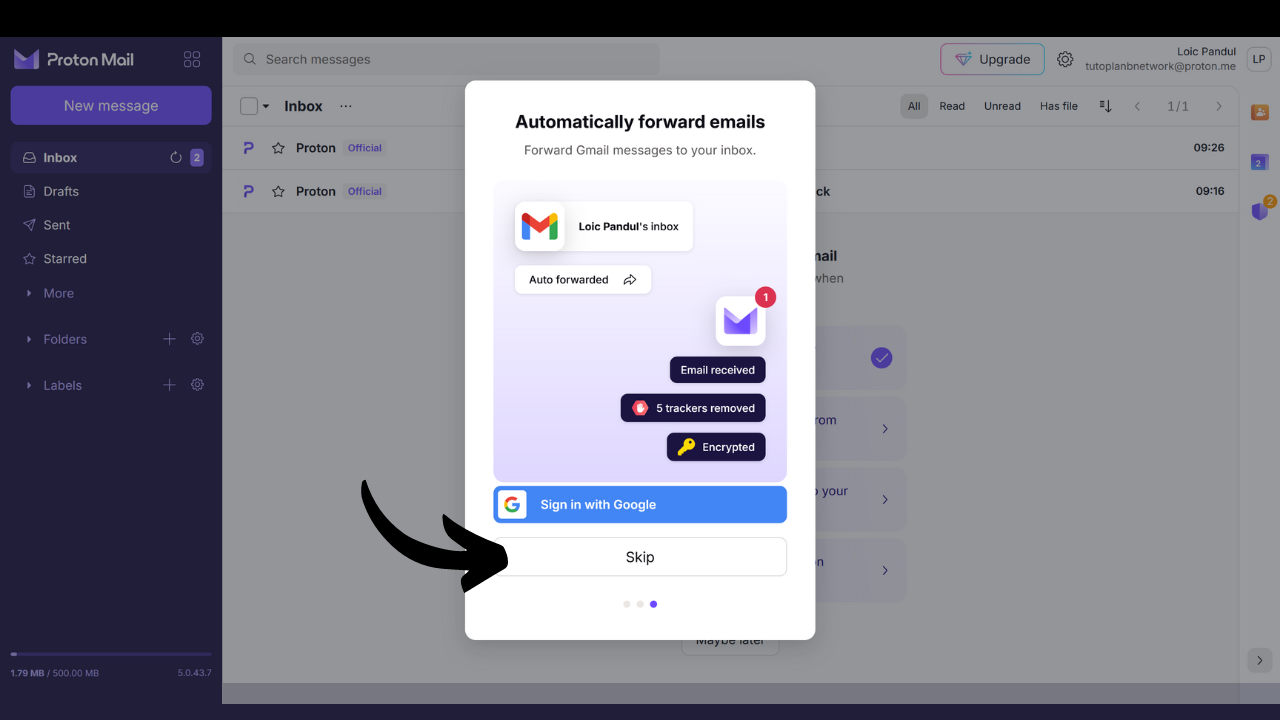 Proton Mail
Search messages
Upgrade
Loic Pandul
tutoplanbnetwork@proton.me
LP
New message
Inbox
...
All
Read
Unread
Has file
1/1
Inbox
2
Proton Official
09:26
Drafts
Proton Official
ck
09:16
Sent
Starred
More
Folders
Labels
2
2
Automatically forward emails
Forward Gmail messages to your inbox.
Loic Pandul's inbox
Auto forwarded
1
Email received
5 trackers removed
Encrypted
Sign in with Google
Skip
when
rom
your
Maybe later
1.79 MB / 500.00 MB
5.0.43.7